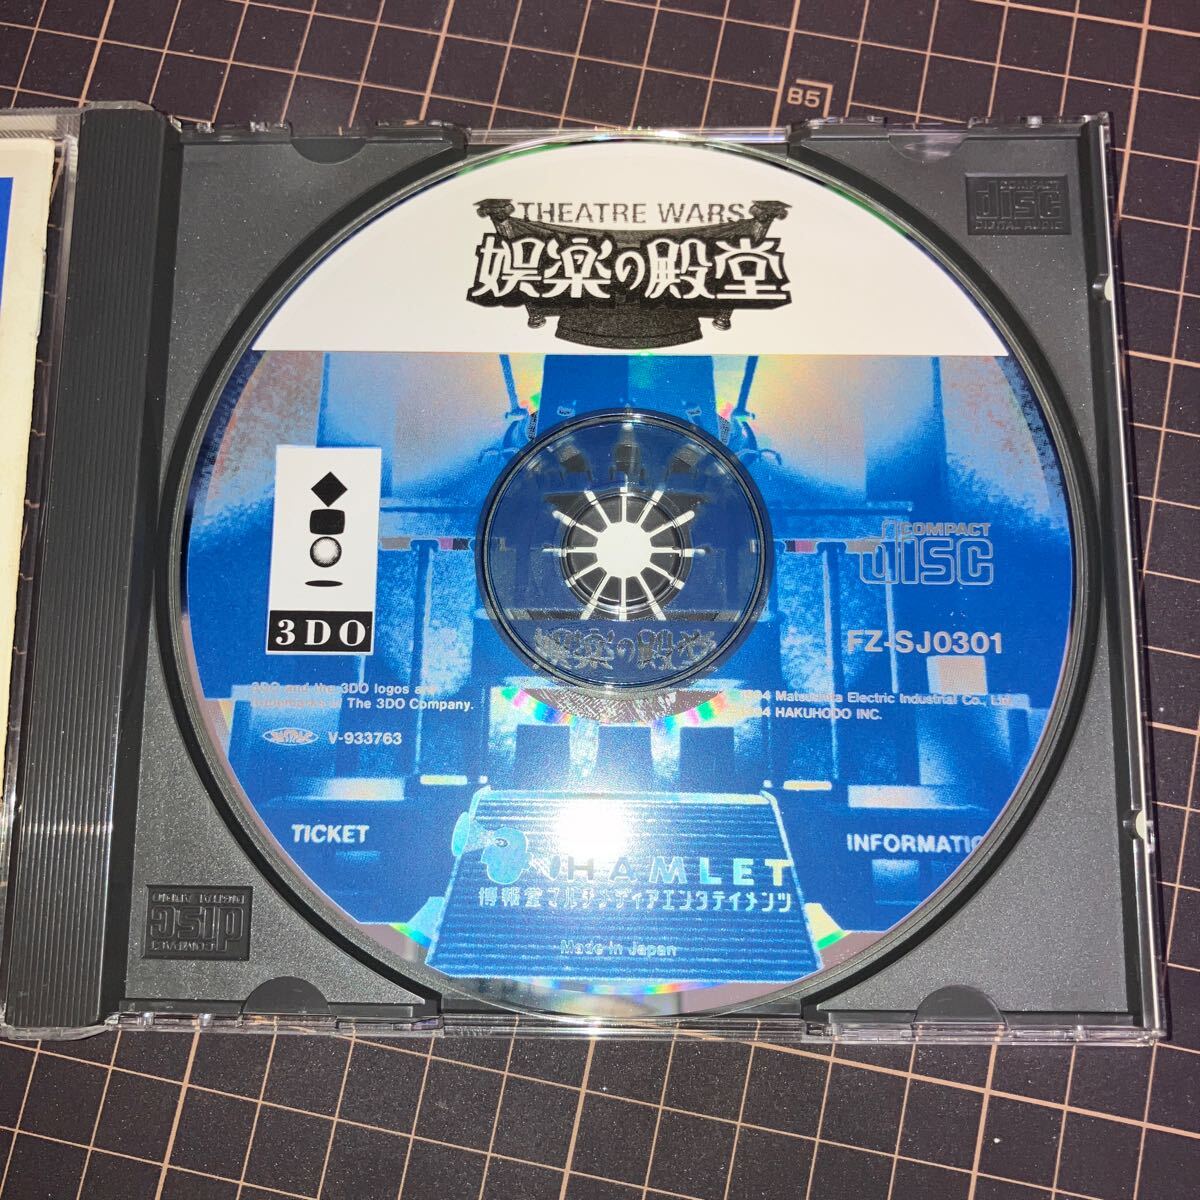 B5
THEATRE WARS
娯楽の殿堂
COMPACT
disc
DIGITAL AUDIO
3DO
COMPACT
disc
FZ-SJ0301
娯楽の殿堂
3DO and the 3DO logos are
trademarks of The 3DO Company.
1994 Matsushita Electric Industrial Co., Ltd.
1994 HAKUHODO INC.
V-933763
TICKET
INFORMATIO
HAMLET
博報堂マルチメディアエンタテイメンツ
Made in Japan
COMPACT
disc
DIGITAL AUDIO